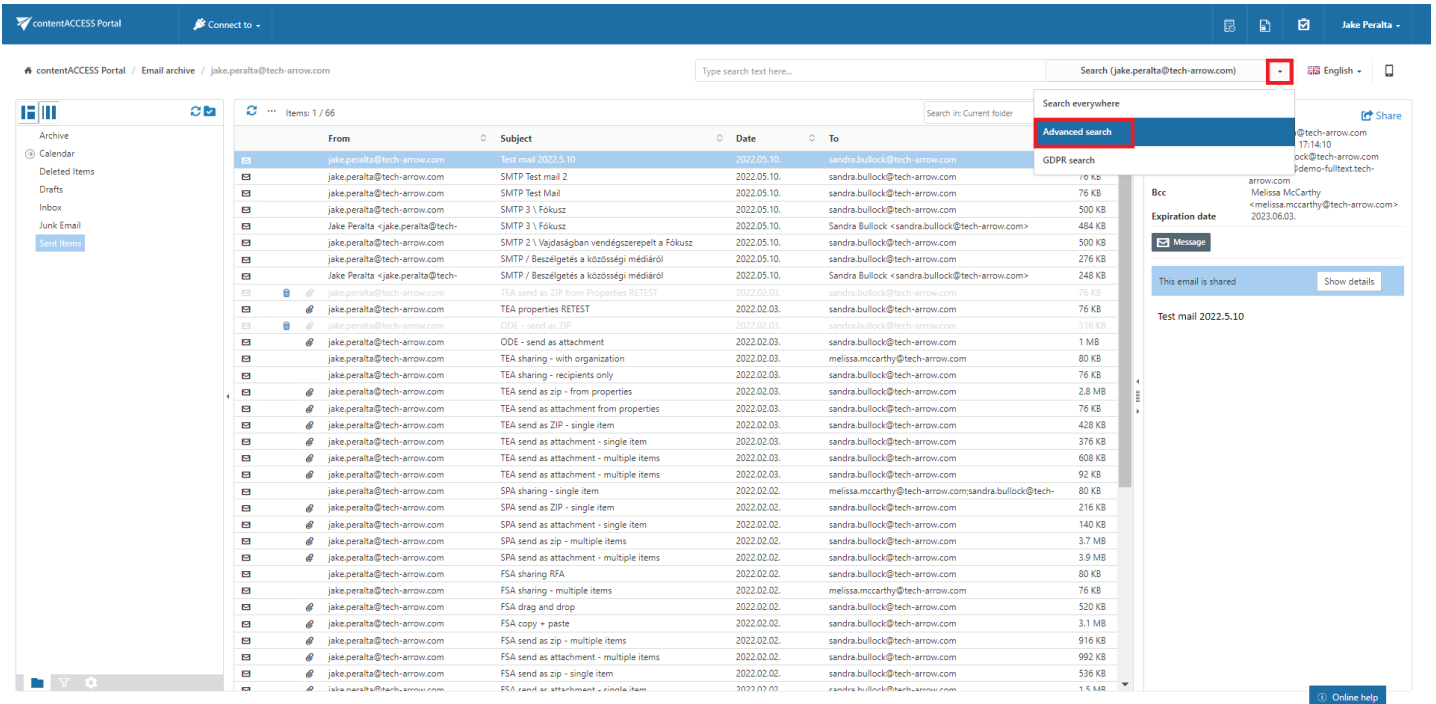 contentACCESS Portal
Connect to
Jake Peralta
contentACCESS Portal / Email archive / jake.peralta@tech-arrow.com
Type search text here...
Search (jake.peralta@tech-arrow.com)
English
Search everywhere
Advanced search
GDPR search
Archive
Calendar
Deleted Items
Drafts
Inbox
Junk Email
Sent Items
Items: 1 / 66
Search in: Current folder
From Subject Date To
jake.peralta@tech-arrow.com Test mail 2022.5.10 2022.05.10. sandra.bullock@tech-arrow.com
jake.peralta@tech-arrow.com SMTP Test mail 2 2022.05.10. sandra.bullock@tech-arrow.com 76 KB
jake.peralta@tech-arrow.com SMTP Test Mail 2022.05.10. sandra.bullock@tech-arrow.com 76 KB
jake.peralta@tech-arrow.com SMTP 3 \ Fókusz 2022.05.10. sandra.bullock@tech-arrow.com 500 KB
Jake Peralta <jake.peralta@tech- SMTP 3 \ Fókusz 2022.05.10. Sandra Bullock <sandra.bullock@tech-arrow.com> 484 KB
jake.peralta@tech-arrow.com SMTP 2 \ Vajdaságban vendégszerepelt a Fókusz 2022.05.10. sandra.bullock@tech-arrow.com 500 KB
jake.peralta@tech-arrow.com SMTP / Beszélgetés a közösségi médiáról 2022.05.10. sandra.bullock@tech-arrow.com 276 KB
Jake Peralta <jake.peralta@tech- SMTP / Beszélgetés a közösségi médiáról 2022.05.10. Sandra Bullock <sandra.bullock@tech-arrow.com> 248 KB
jake.peralta@tech-arrow.com TEA send as ZIP from Properties RETEST 2022.02.03. sandra.bullock@tech-arrow.com 76 KB
jake.peralta@tech-arrow.com TEA properties RETEST 2022.02.03. sandra.bullock@tech-arrow.com 76 KB
jake.peralta@tech-arrow.com ODE - send as ZIP 2022.02.03. sandra.bullock@tech-arrow.com 316 KB
jake.peralta@tech-arrow.com ODE - send as attachment 2022.02.03. sandra.bullock@tech-arrow.com 1 MB
jake.peralta@tech-arrow.com TEA sharing - with organization 2022.02.03. melissa.mccarthy@tech-arrow.com 80 KB
jake.peralta@tech-arrow.com TEA sharing - recipients only 2022.02.03. sandra.bullock@tech-arrow.com 76 KB
jake.peralta@tech-arrow.com TEA send as zip - from properties 2022.02.03. sandra.bullock@tech-arrow.com 2.8 MB
jake.peralta@tech-arrow.com TEA send as attachment from properties 2022.02.03. sandra.bullock@tech-arrow.com 76 KB
jake.peralta@tech-arrow.com TEA send as ZIP - single item 2022.02.03. sandra.bullock@tech-arrow.com 428 KB
jake.peralta@tech-arrow.com TEA send as attachment - single item 2022.02.03. sandra.bullock@tech-arrow.com 376 KB
jake.peralta@tech-arrow.com TEA send as attachment - multiple items 2022.02.03. sandra.bullock@tech-arrow.com 608 KB
jake.peralta@tech-arrow.com TEA send as attachment - multiple items 2022.02.03. sandra.bullock@tech-arrow.com 92 KB
jake.peralta@tech-arrow.com SPA sharing - single item 2022.02.02. melissa.mccarthy@tech-arrow.com;sandra.bullock@tech- 80 KB
jake.peralta@tech-arrow.com SPA send as ZIP - single item 2022.02.02. sandra.bullock@tech-arrow.com 216 KB
jake.peralta@tech-arrow.com SPA send as attachment - single item 2022.02.02. sandra.bullock@tech-arrow.com 140 KB
jake.peralta@tech-arrow.com SPA send as zip - multiple items 2022.02.02. sandra.bullock@tech-arrow.com 3.7 MB
jake.peralta@tech-arrow.com SPA send as attachment - multiple items 2022.02.02. sandra.bullock@tech-arrow.com 3.9 MB
jake.peralta@tech-arrow.com FSA sharing RFA 2022.02.02. sandra.bullock@tech-arrow.com 80 KB
jake.peralta@tech-arrow.com FSA sharing - multiple items 2022.02.02. melissa.mccarthy@tech-arrow.com 76 KB
jake.peralta@tech-arrow.com FSA drag and drop 2022.02.02. sandra.bullock@tech-arrow.com 520 KB
jake.peralta@tech-arrow.com FSA copy + paste 2022.02.02. sandra.bullock@tech-arrow.com 3.1 MB
jake.peralta@tech-arrow.com FSA send as zip - multiple items 2022.02.02. sandra.bullock@tech-arrow.com 916 KB
jake.peralta@tech-arrow.com FSA send as attachment - multiple items 2022.02.02. sandra.bullock@tech-arrow.com 992 KB
jake.peralta@tech-arrow.com FSA send as zip - single item 2022.02.02. sandra.bullock@tech-arrow.com 536 KB
jake.peralta@tech-arrow.com FSA send as attachment - single item 2022.02.02. sandra.bullock@tech-arrow.com 1.5 MB
Share
@tech-arrow.com
17:14:10
ock@tech-arrow.com
@demo-fulltext.tech-
arrow.com
Bcc Melissa McCarthy
<melissa.mccarthy@tech-arrow.com>
Expiration date 2023.06.03.
Message
This email is shared Show details
Test mail 2022.5.10
Online help